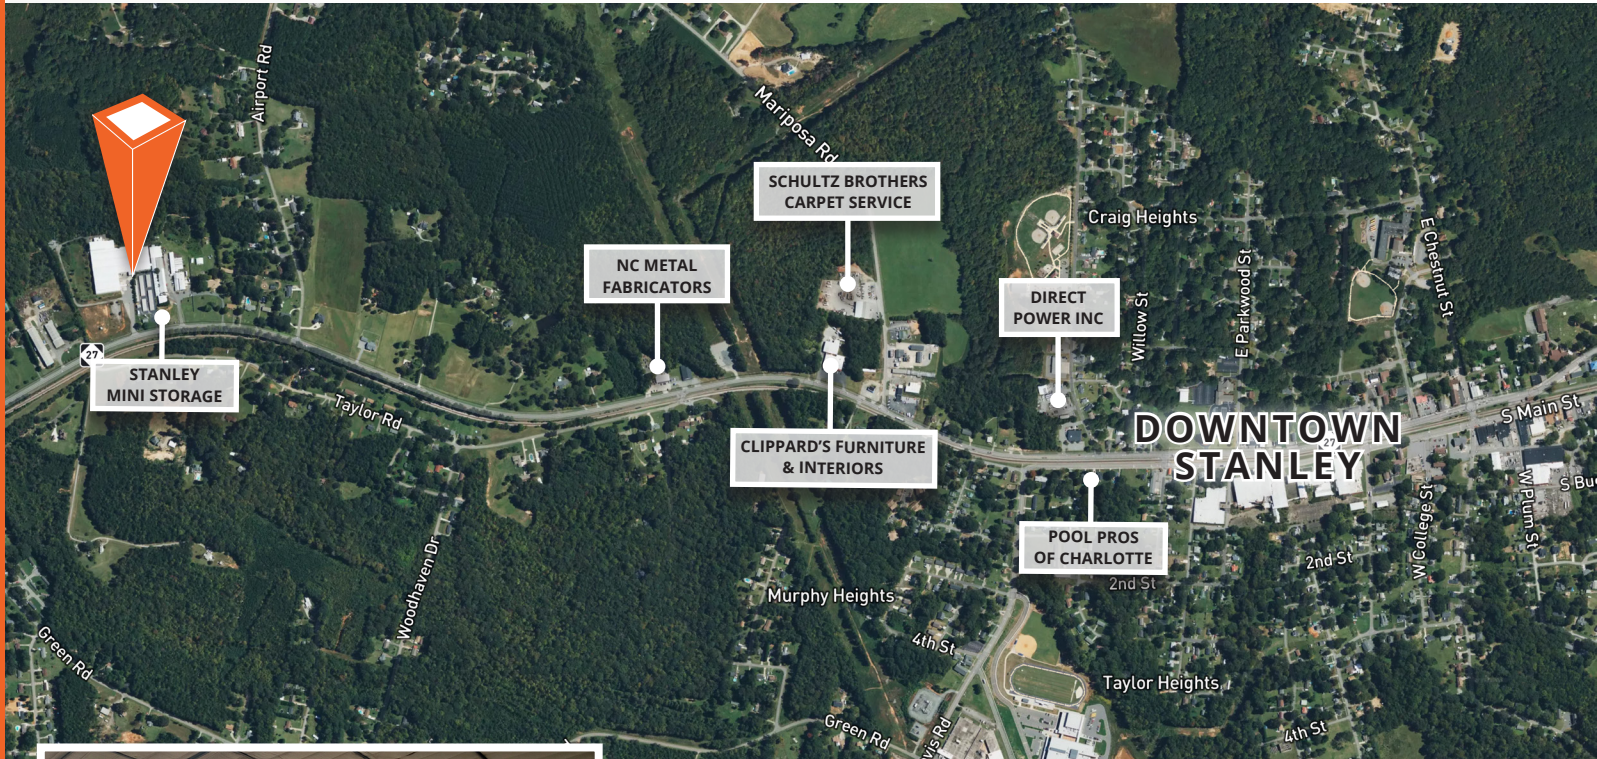 Airport Rd
Mariposa Rd
SCHULTZ BROTHERS
CARPET SERVICE
Craig Heights
E Chestnut St
NC METAL
FABRICATORS
E Parkwood St
DIRECT
POWER INC
Willow St
27
STANLEY
MINI STORAGE
Taylor Rd
S Main St
DOWNTOWN
27
STANLEY
CLIPPARD'S FURNITURE
& INTERIORS
W Plum St
W College St
POOL PROS
OF CHARLOTTE
2nd St
2nd St
Woodhaven Dr
Murphy Heights
4th St
Green Rd
Taylor Heights
Green Rd
4th St